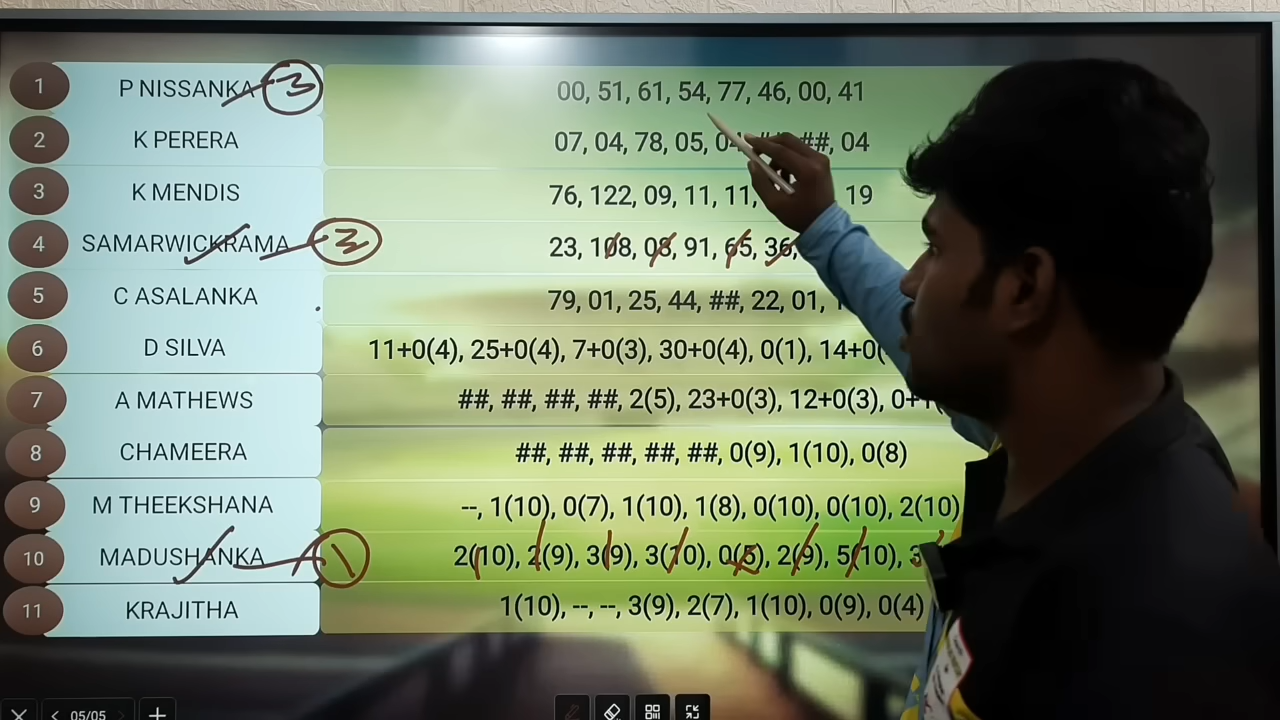 1 P NISSANKA 3 00, 51, 61, 54, 77, 46, 00, 41
2 K PERERA 07, 04, 78, 05, 04, ##, 04
3 K MENDIS 76, 122, 09, 11, 11, 19
4 SAMARWICKRAMA 2 23, 108, 08, 91, 65, 36,
5 C ASALANKA 79, 01, 25, 44, ##, 22, 01,
6 D SILVA 11+0(4), 25+0(4), 7+0(3), 30+0(4), 0(1), 14+0(
7 A MATHEWS ##, ##, ##, ##, 2(5), 23+0(3), 12+0(3), 0+1(
8 CHAMEERA ##, ##, ##, ##, ##, 0(9), 1(10), 0(8)
9 M THEEKSHANA --, 1(10), 0(7), 1(10), 1(8), 0(10), 0(10), 2(10)
10 MADUSHANKA 1 2(10), 2(9), 3(9), 3(10), 0(5), 2(9), 5(10), 3
11 KRAJITHA 1(10), --, --, 3(9), 2(7), 1(10), 0(9), 0(4)
05/05